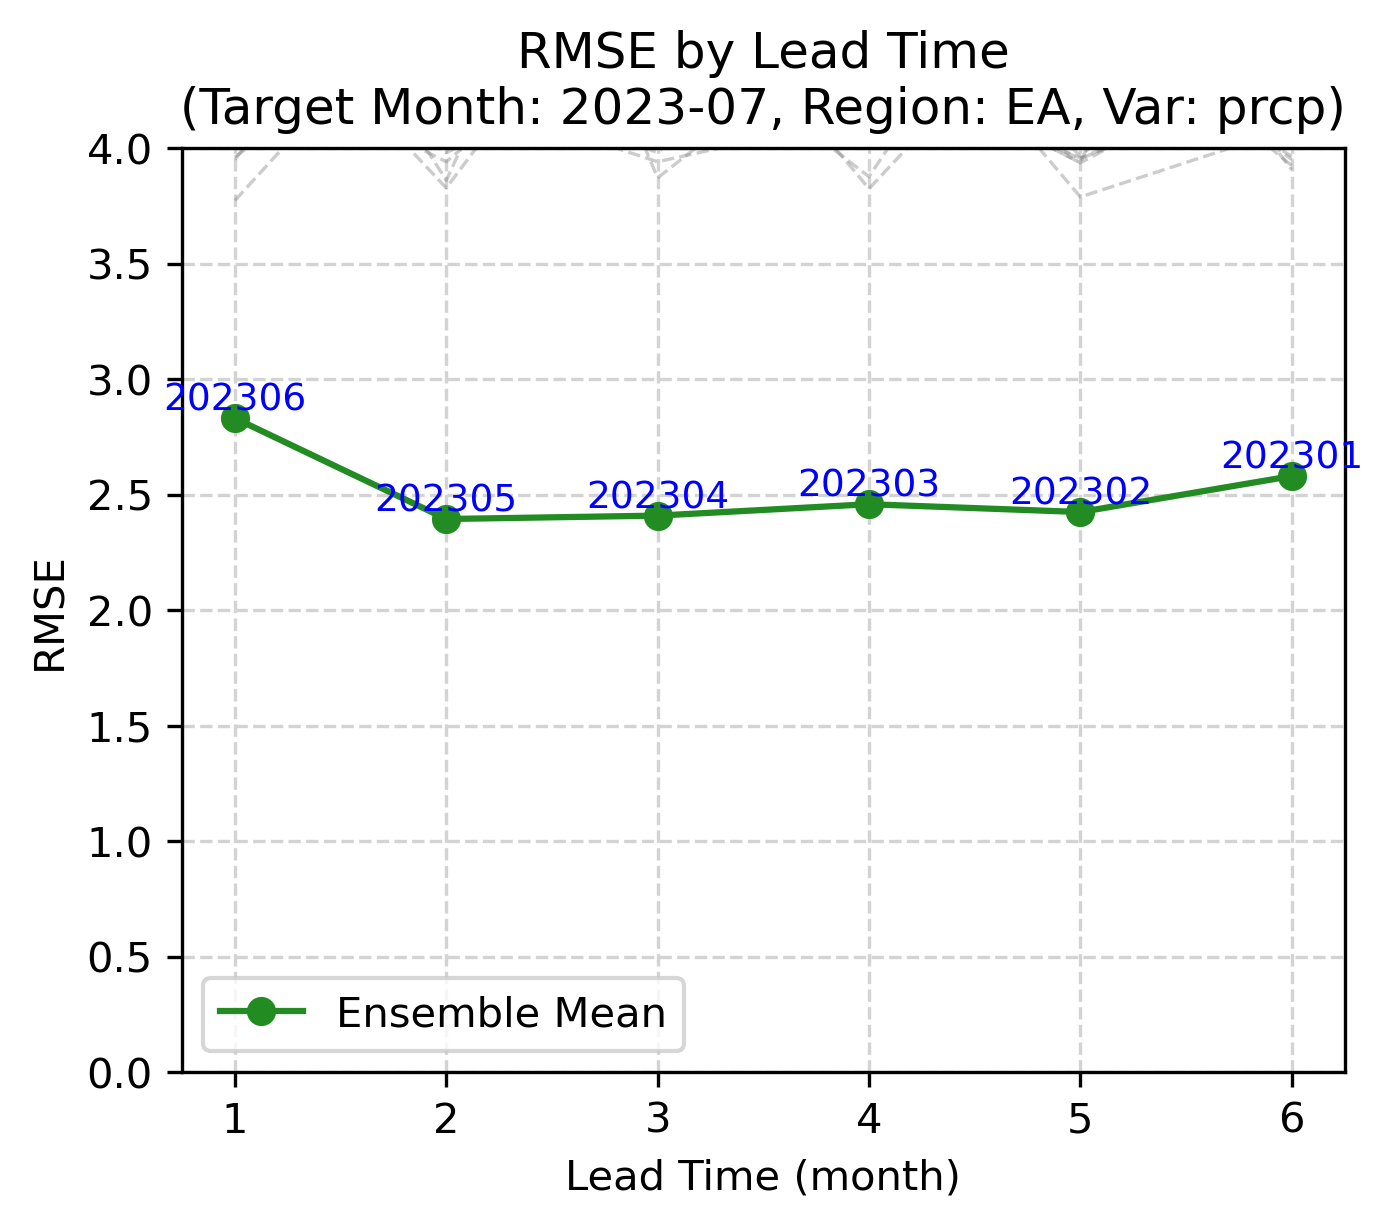 RMSE by Lead Time
(Target Month: 2023-07, Region: EA, Var: prcp)
4.0
3.5
3.0
2.5
2.0
1.5
1.0
0.5
0.0
RMSE
202306
202305
202304
202303
202302
202301
Ensemble Mean
1 2 3 4 5 6
Lead Time (month)